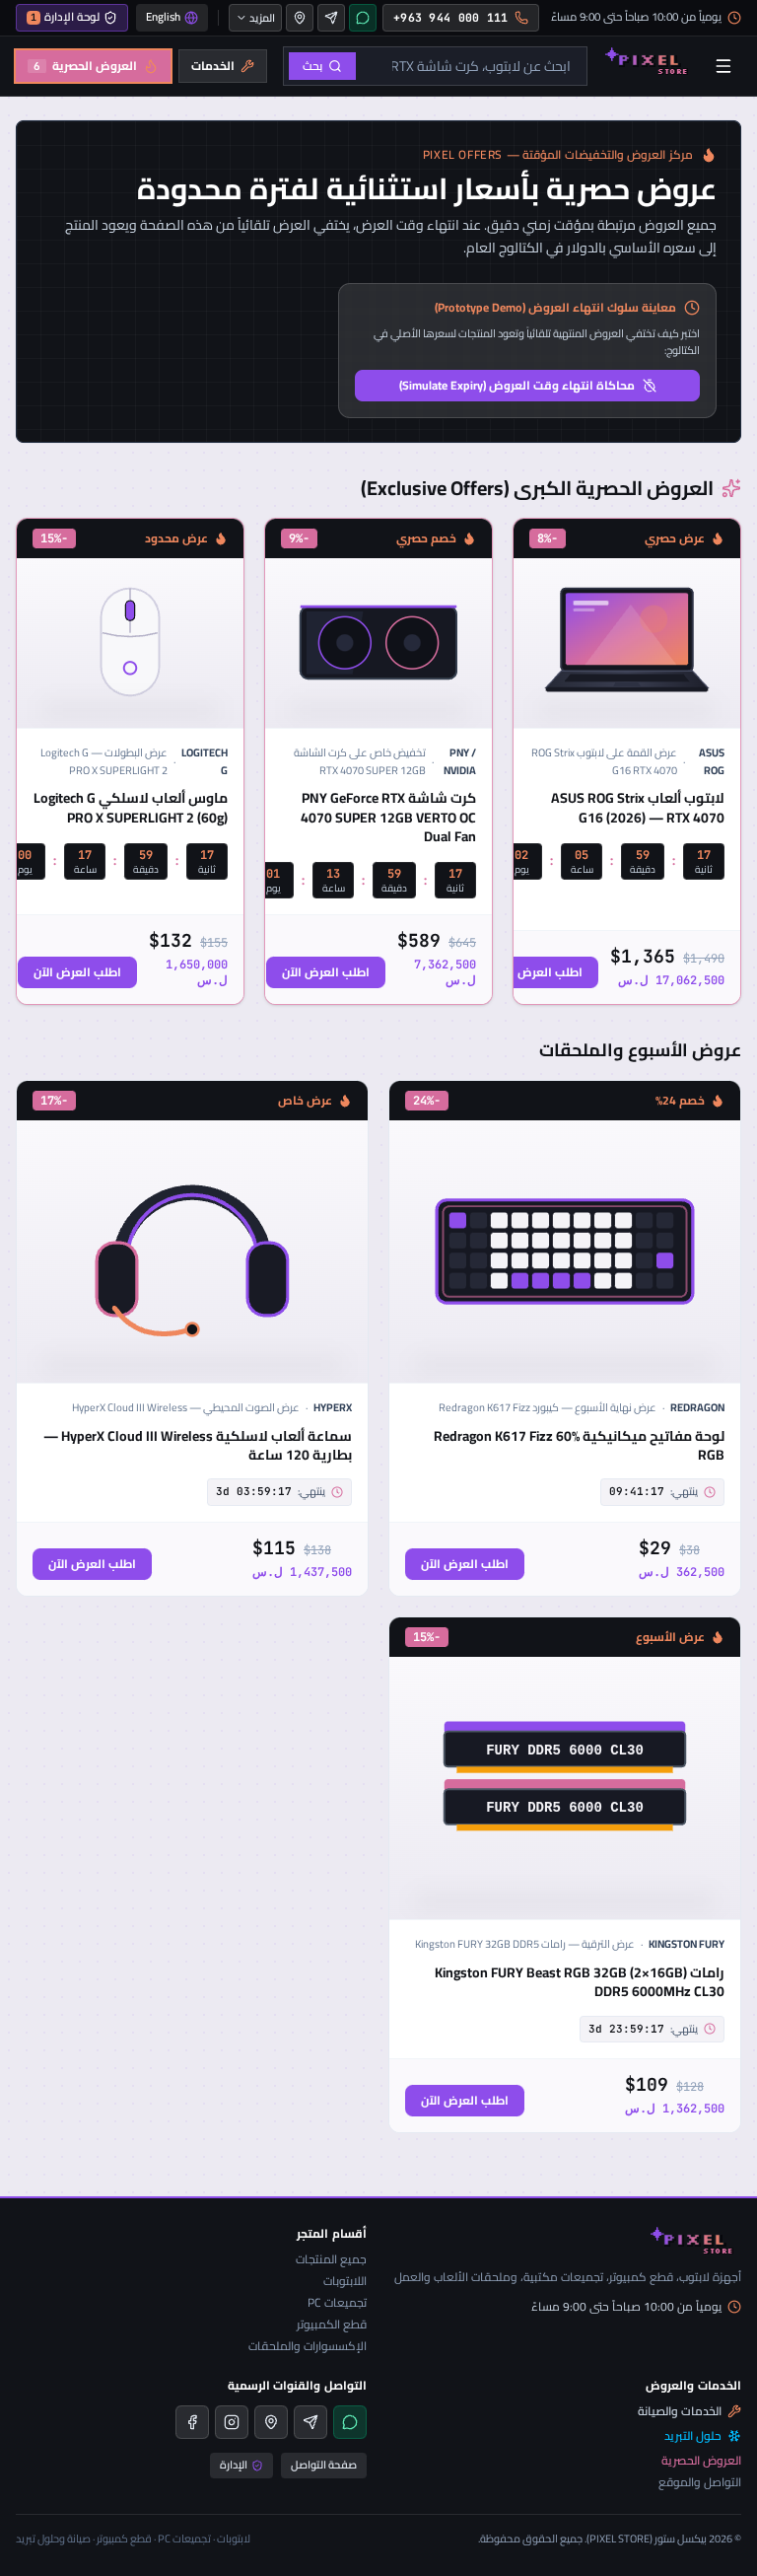 يومياً من 10:00 صباحاً حتى 9:00 مساءً
+963 944 000 111
المزيد
English
لوحة الإدارة 1
PIXEL STORE
ابحث عن لابتوب، كرت شاشة RTX
بحث
الخدمات
العروض الحصرية 6
مركز العروض والتخفيضات المؤقتة — PIXEL OFFERS
عروض حصرية بأسعار استثنائية لفترة محدودة
جميع العروض مرتبطة بمؤقت زمني دقيق. عند انتهاء وقت العرض، يختفي العرض تلقائياً من هذه الصفحة ويعود المنتج
إلى سعره الأساسي بالدولار في الكتالوج العام.
معاينة سلوك انتهاء العروض (Prototype Demo)
اختبر كيف تختفي العروض المنتهية تلقائياً وتعود المنتجات لسعرها الأصلي في
الكتالوج:
محاكاة انتهاء وقت العروض (Simulate Expiry)
العروض الحصرية الكبرى (Exclusive Offers)
عرض حصري
-8%
ASUS ROG
·
عرض القمة على لابتوب ROG Strix G16 RTX 4070
لابتوب ألعاب ASUS ROG Strix
G16 (2026) — RTX 4070
17 ثانية : 59 دقيقة : 05 ساعة : 02 يوم
$1,490 $1,365
17,062,500 ل.س
اطلب العرض
خصم حصري
-9%
PNY / NVIDIA
·
تخفيض خاص على كرت الشاشة RTX 4070 SUPER 12GB
كرت شاشة PNY GeForce RTX
4070 SUPER 12GB VERTO OC
Dual Fan
17 ثانية : 59 دقيقة : 13 ساعة : 01 يوم
$645 $589
7,362,500 ل.س
اطلب العرض الآن
عرض محدود
-15%
LOGITECH G
·
عرض البطولات — Logitech G PRO X SUPERLIGHT 2
ماوس ألعاب لاسلكي Logitech G
PRO X SUPERLIGHT 2 (60g)
17 ثانية : 59 دقيقة : 17 ساعة : 00 يوم
$155 $132
1,650,000 ل.س
اطلب العرض الآن
عروض الأسبوع والملحقات
خصم 24%
-24%
REDRAGON · عرض نهاية الأسبوع — كيبورد Redragon K617 Fizz
لوحة مفاتيح ميكانيكية Redragon K617 Fizz 60%
RGB
ينتهي: 09:41:17
$38 $29
362,500 ل.س
اطلب العرض الآن
عرض خاص
-17%
HYPERX · عرض الصوت المحيطي — HyperX Cloud III Wireless
سماعة ألعاب لاسلكية HyperX Cloud III Wireless —
بطارية 120 ساعة
ينتهي: 3d 03:59:17
$138 $115
1,437,500 ل.س
اطلب العرض الآن
عرض الأسبوع
-15%
FURY DDR5 6000 CL30
FURY DDR5 6000 CL30
KINGSTON FURY · عرض الترقية — رامات Kingston FURY 32GB DDR5
رامات Kingston FURY Beast RGB 32GB (2×16GB)
DDR5 6000MHz CL30
ينتهي: 3d 23:59:17
$128 $109
1,362,500 ل.س
اطلب العرض الآن
PIXEL STORE
أجهزة لابتوب، قطع كمبيوتر، تجميعات مكتبية، وملحقات الألعاب والعمل
يومياً من 10:00 صباحاً حتى 9:00 مساءً
أقسام المتجر
جميع المنتجات
اللابتوبات
تجميعات PC
قطع الكمبيوتر
الإكسسوارات والملحقات
الخدمات والعروض
الخدمات والصيانة
حلول التبريد
العروض الحصرية
التواصل والموقع
التواصل والقنوات الرسمية
صفحة التواصل
الإدارة
© 2026 بيكسل ستور (PIXEL STORE). جميع الحقوق محفوظة.
لابتوبات · تجميعات PC · قطع كمبيوتر · صيانة وحلول تبريد